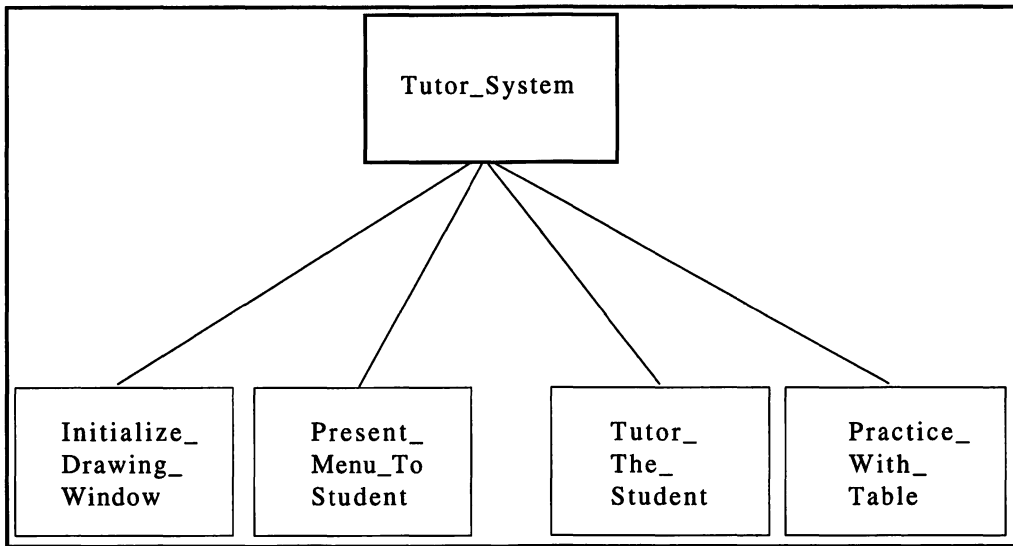 Tutor_System
Initialize_
Drawing_
Window
Present_
Menu_To
Student
Tutor_
The_
Student
Practice_
With_
Table